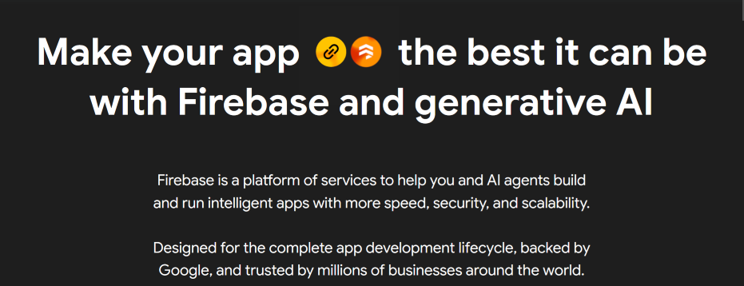 Make your app the best it can be
with Firebase and generative AI
Firebase is a platform of services to help you and AI agents build
and run intelligent apps with more speed, security, and scalability.
Designed for the complete app development lifecycle, backed by
Google, and trusted by millions of businesses around the world.